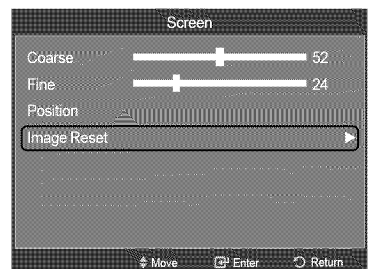 Screen
Coarse 52
Fine 24
Position
Image Reset
Move Enter Return